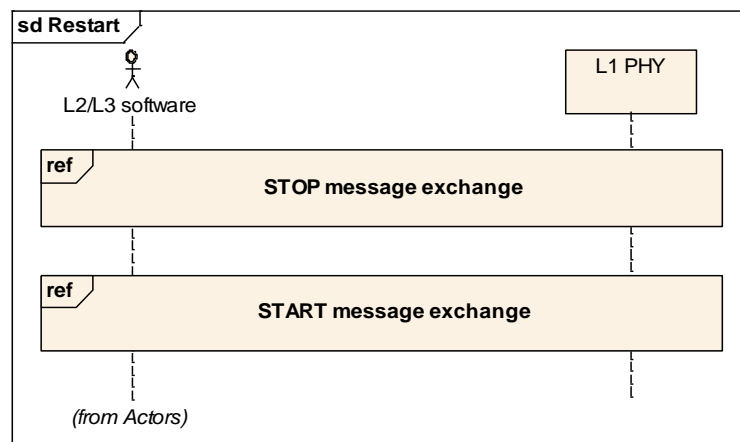 sd Restart
L2/L3 software
L1 PHY
ref
STOP message exchange
ref
START message exchange
(from Actors)